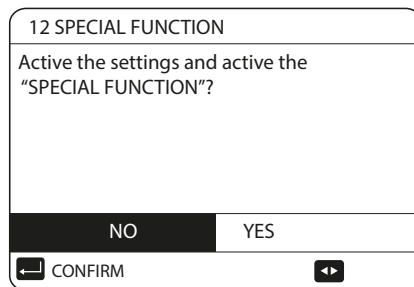 12 SPECIAL FUNCTION
Active the settings and active the
“SPECIAL FUNCTION”?
NO YES
CONFIRM